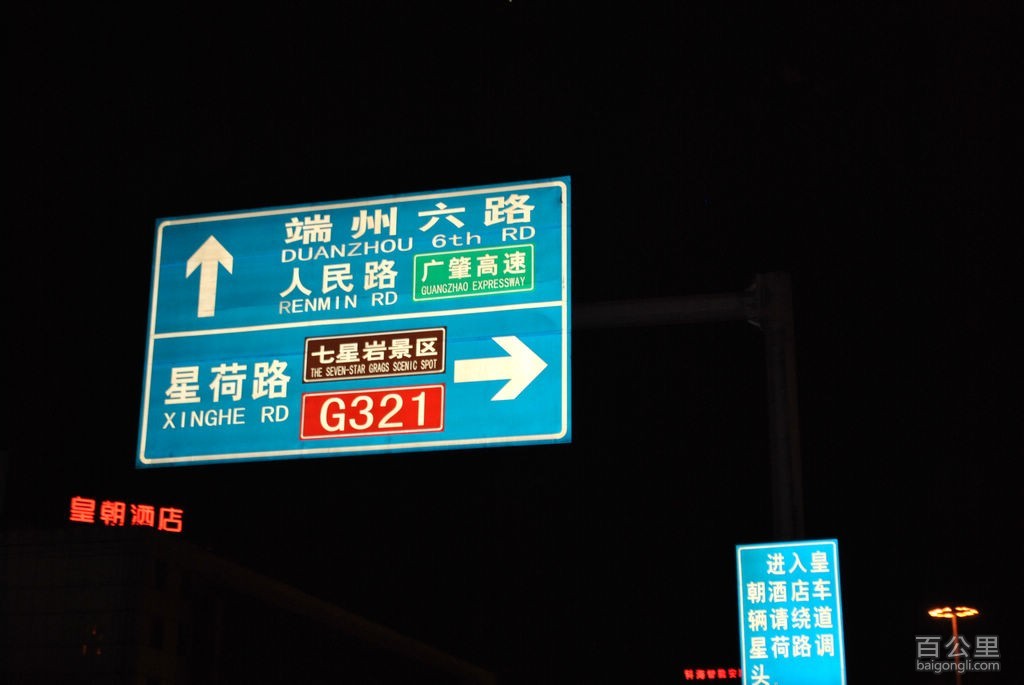 端州六路
DUANZHOU 6th RD
人民路
RENMIN RD
广肇高速
GUANGZHAO EXPRESSWAY
七星岩景区
THE SEVEN-STAR GRAGS SCENIC SPOT
星荷路
XINGHE RD
G321
皇朝酒店
进入皇
朝酒店车
辆请绕道
星荷路调
头
百公里
baigongli.com